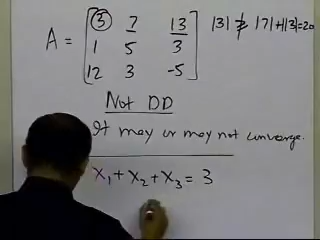 A = [③ 7 13
1 5 3
12 3 -5]
|3| ≱ |7|+|13|=20
Not DD
It may or may not converge.
x₁ + x₂ + x₃ = 3